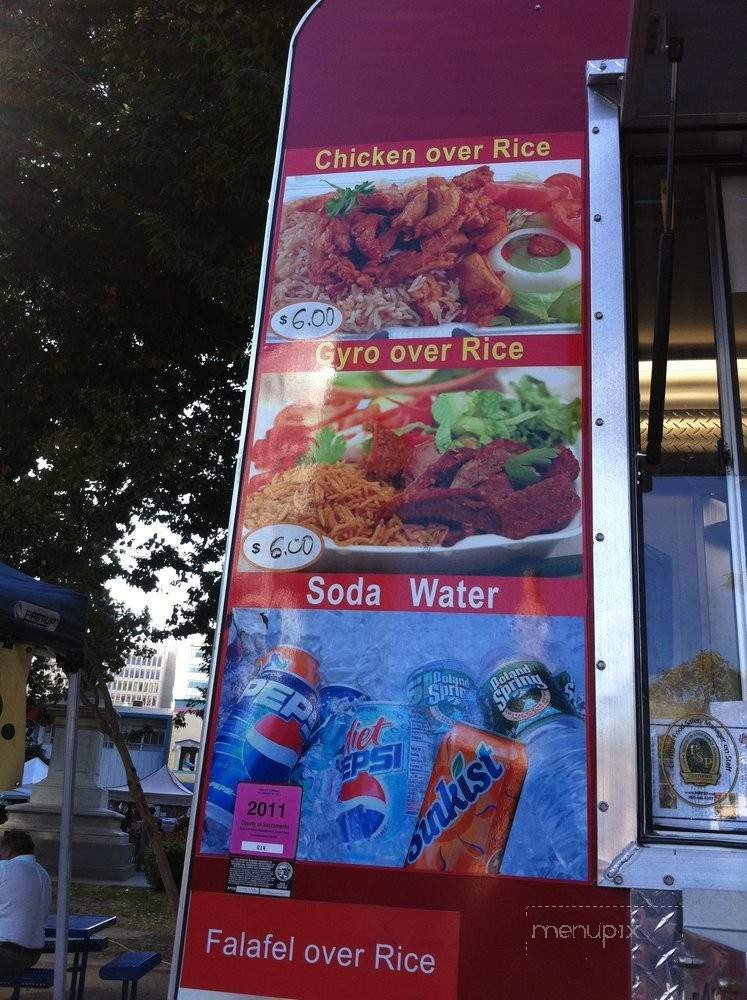 Chicken over Rice
$ 6.00
Gyro over Rice
$ 6.00
Soda Water
PEPSI
diet
PEPSI
Poland
Spring
Poland
Spring
Sunkist
2011
County of Sacramento
Falafel over Rice
menupix